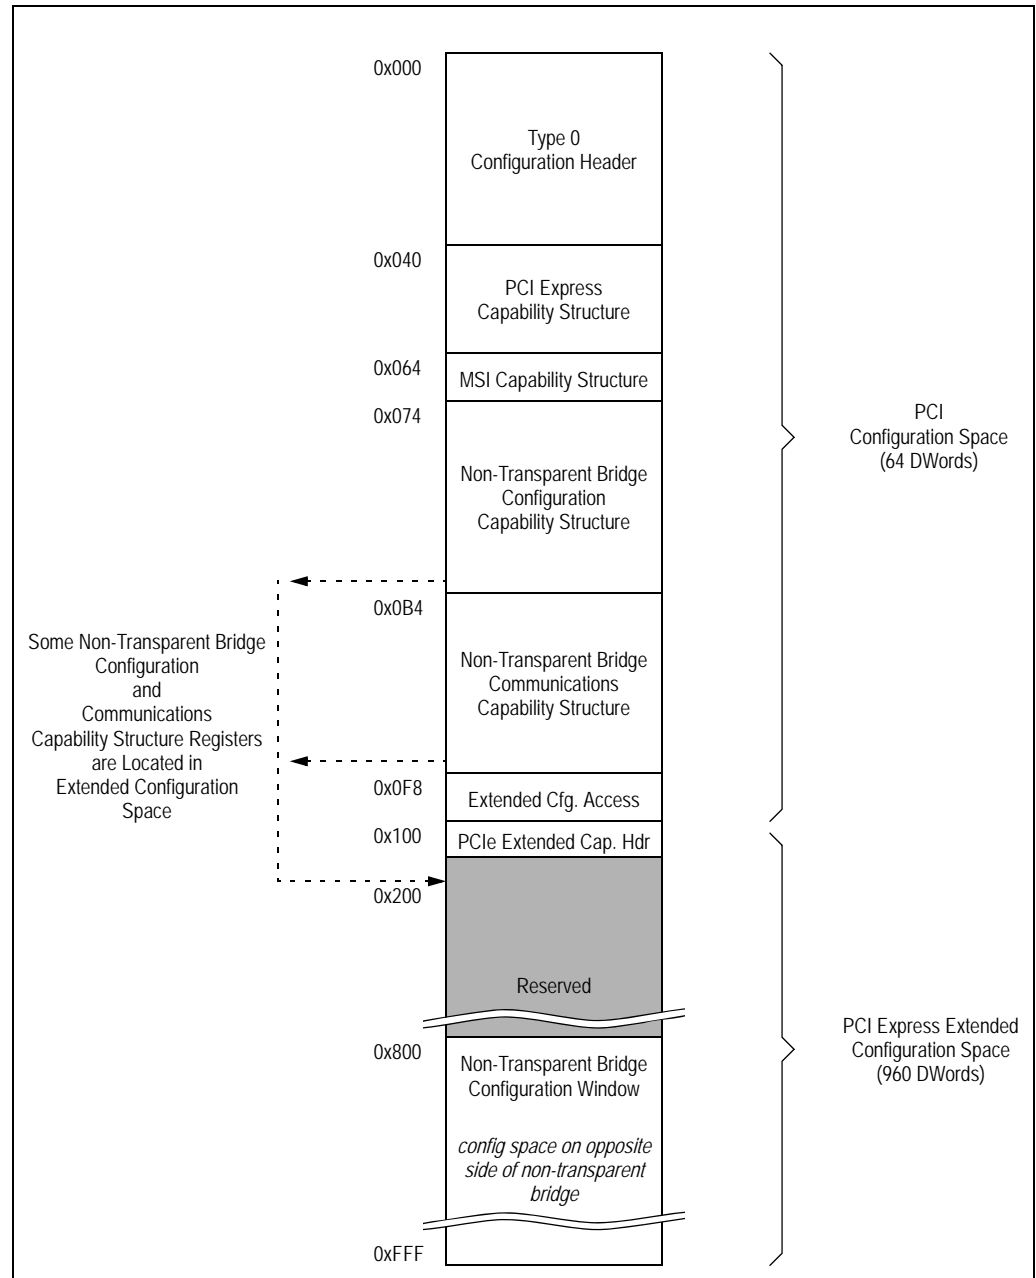 0x000
Type 0
Configuration Header
0x040
PCI Express
Capability Structure
0x064
MSI Capability Structure
0x074
Non-Transparent Bridge
Configuration
Capability Structure
PCI
Configuration Space
(64 DWords)
0x0B4
Non-Transparent Bridge
Communications
Capability Structure
Some Non-Transparent Bridge
Configuration
and
Communications
Capability Structure Registers
are Located in
Extended Configuration
Space
0x0F8
Extended Cfg. Access
0x100
PCIe Extended Cap. Hdr
0x200
Reserved
0x800
Non-Transparent Bridge
Configuration Window
config space on opposite
side of non-transparent
bridge
PCI Express Extended
Configuration Space
(960 DWords)
0xFFF